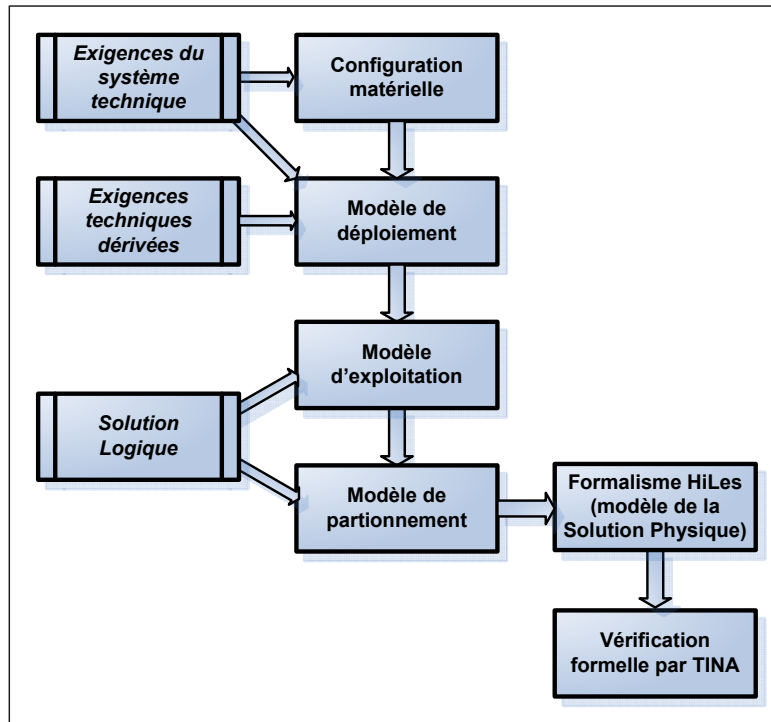 Exigences du
système
technique
Configuration
matérielle
Exigences
techniques
dérivées
Modèle de
déploiement
Modèle
d'exploitation
Solution
Logique
Modèle de
partionnement
Formalisme HiLes
(modèle de la
Solution Physique)
Vérification
formelle par TINA